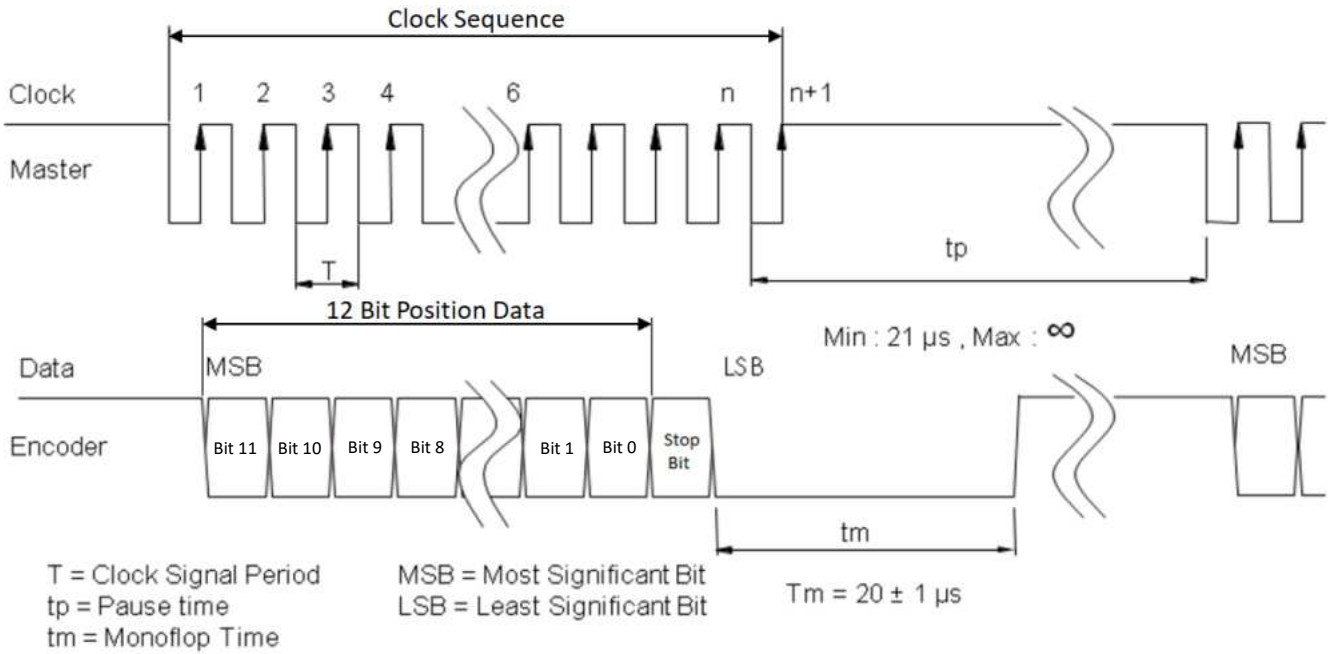 Clock Sequence
Clock 1 2 3 4 6 n n+1
Master
T
tp
12 Bit Position Data
Min : 21 µs , Max : ∞
Data MSB LSB MSB
Encoder Bit 11 Bit 10 Bit 9 Bit 8 Bit 1 Bit 0 Stop Bit
tm
T = Clock Signal Period MSB = Most Significant Bit
tp = Pause time LSB = Least Significant Bit
Tm = 20 ± 1 µs
tm = Monoflop Time